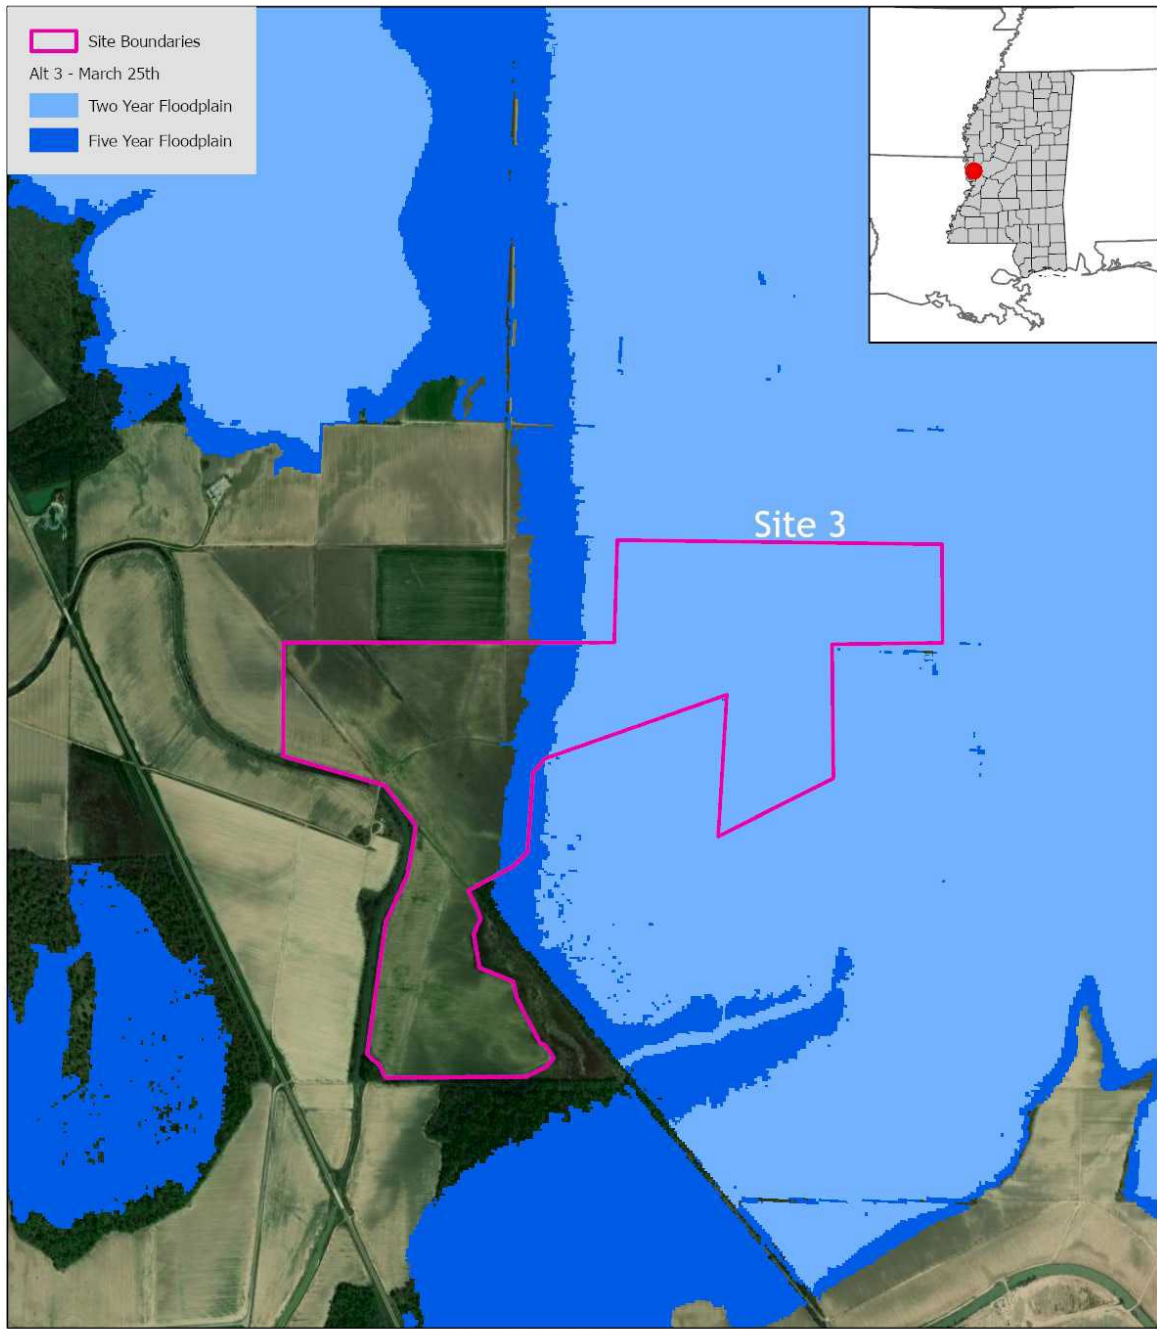 Site Boundaries
Alt 3 - March 25th
Two Year Floodplain
Five Year Floodplain
Site 3